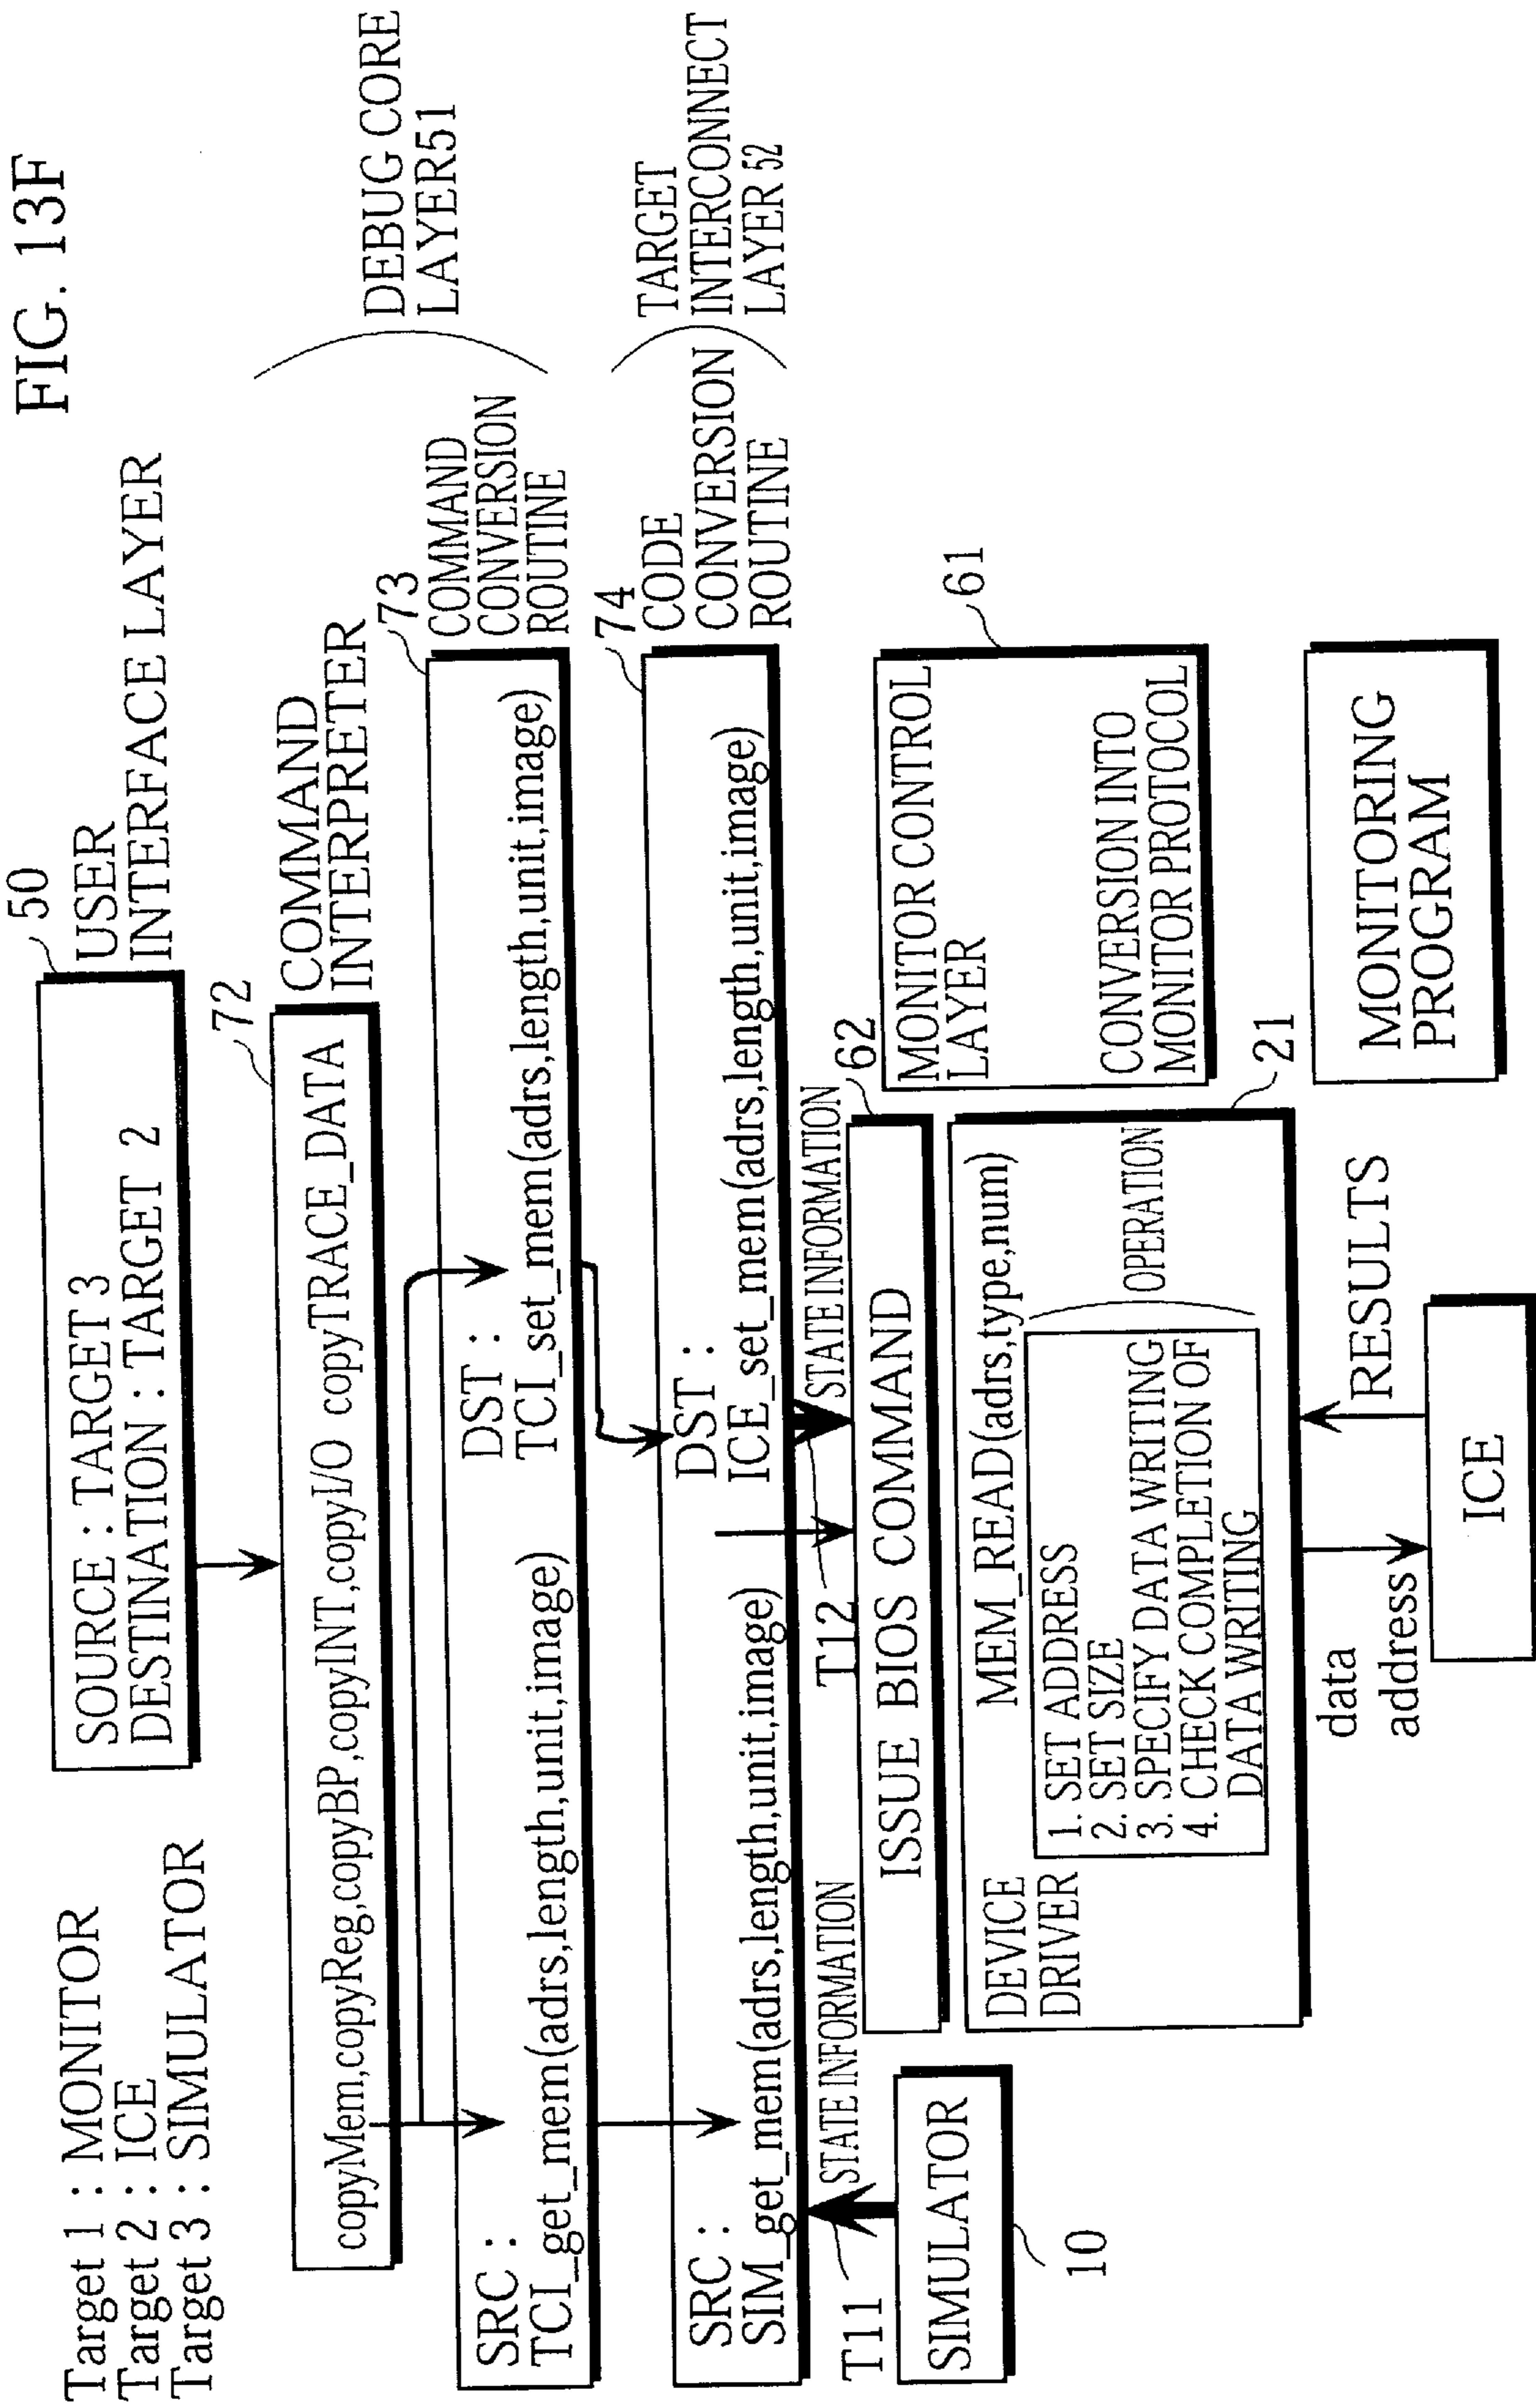 FIG. 13F
Target 1 : MONITOR
Target 2 : ICE
Target 3 : SIMULATOR
50
SOURCE : TARGET 3
DESTINATION : TARGET 2
USER
INTERFACE LAYER
72
copyMem,copyReg,copyBP,copyINT,copyI/O copyTRACE_DATA
COMMAND
INTERPRETER
73
SRC :
TCI_get_mem(adrs,length,unit,image)
DST :
TCI_set_mem(adrs,length,unit,image)
COMMAND
CONVERSION
ROUTINE
DEBUG CORE
LAYER51
74
SRC :
SIM_get_mem(adrs,length,unit,image)
DST :
ICE_set_mem(adrs,length,unit,image)
CODE
CONVERSION
ROUTINE
TARGET
INTERCONNECT
LAYER 52
T11
STATE INFORMATION
T12
STATE INFORMATION
62
SIMULATOR
10
ISSUE BIOS COMMAND
DEVICE
DRIVER
MEM_READ(adrs,type,num)
1. SET ADDRESS
2. SET SIZE
3. SPECIFY DATA WRITING
4. CHECK COMPLETION OF
DATA WRITING
OPERATION
21
MONITOR CONTROL
LAYER
CONVERSION INTO
MONITOR PROTOCOL
61
data
address
RESULTS
ICE
MONITORING
PROGRAM